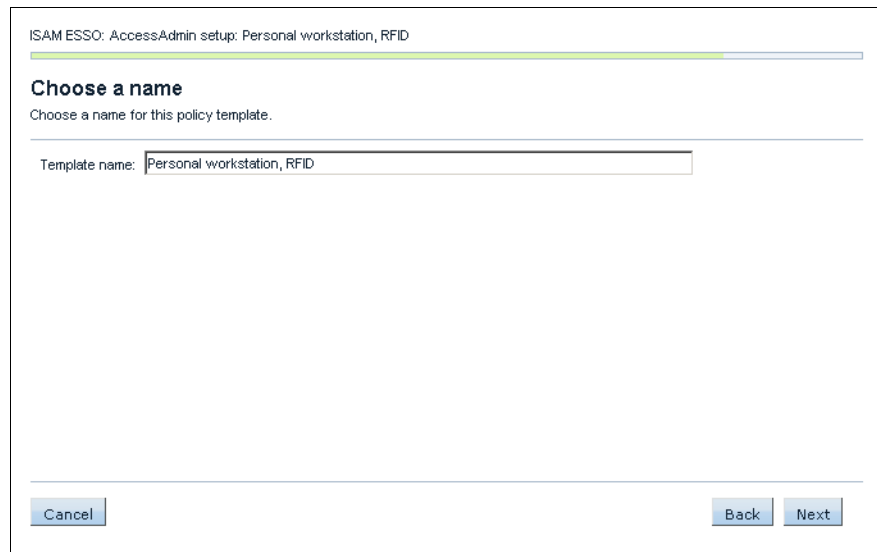 ISAM ESSO: AccessAdmin setup: Personal workstation, RFID
Choose a name
Choose a name for this policy template.
Template name: Personal workstation, RFID
Cancel Back Next